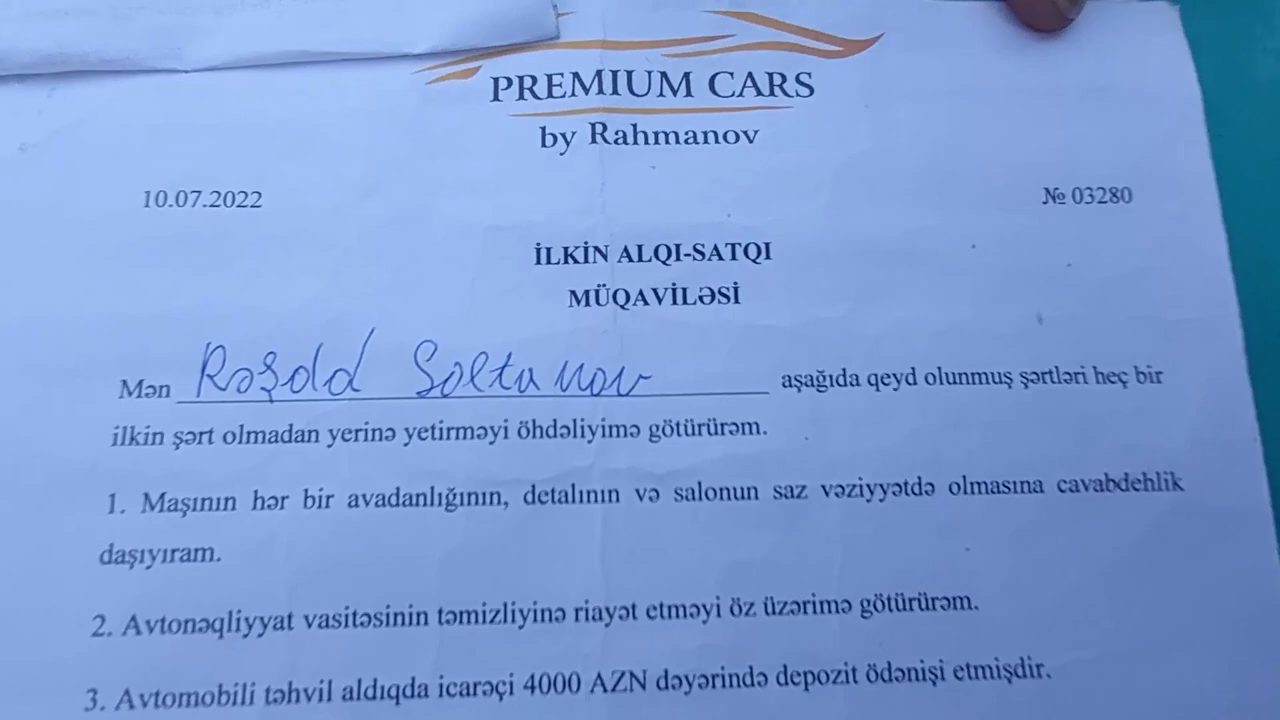 PREMIUM CARS
by Rahmanov
10.07.2022
№ 03280
İLKİN ALQI-SATQI
MÜQAVİLƏSİ
Mən Rəşad Soltanov aşağıda qeyd olunmuş şərtləri heç bir
ilkin şərt olmadan yerinə yetirməyi öhdəliyimə götürürəm.
1. Maşının hər bir avadanlığının, detalının və salonun saz vəziyyətdə olmasına cavabdehlik
daşıyıram.
2. Avtonəqliyyat vasitəsinin təmizliyinə riayət etməyi öz üzərimə götürürəm.
3. Avtomobili təhvil aldıqda icarəçi 4000 AZN dəyərində depozit ödənişi etmişdir.